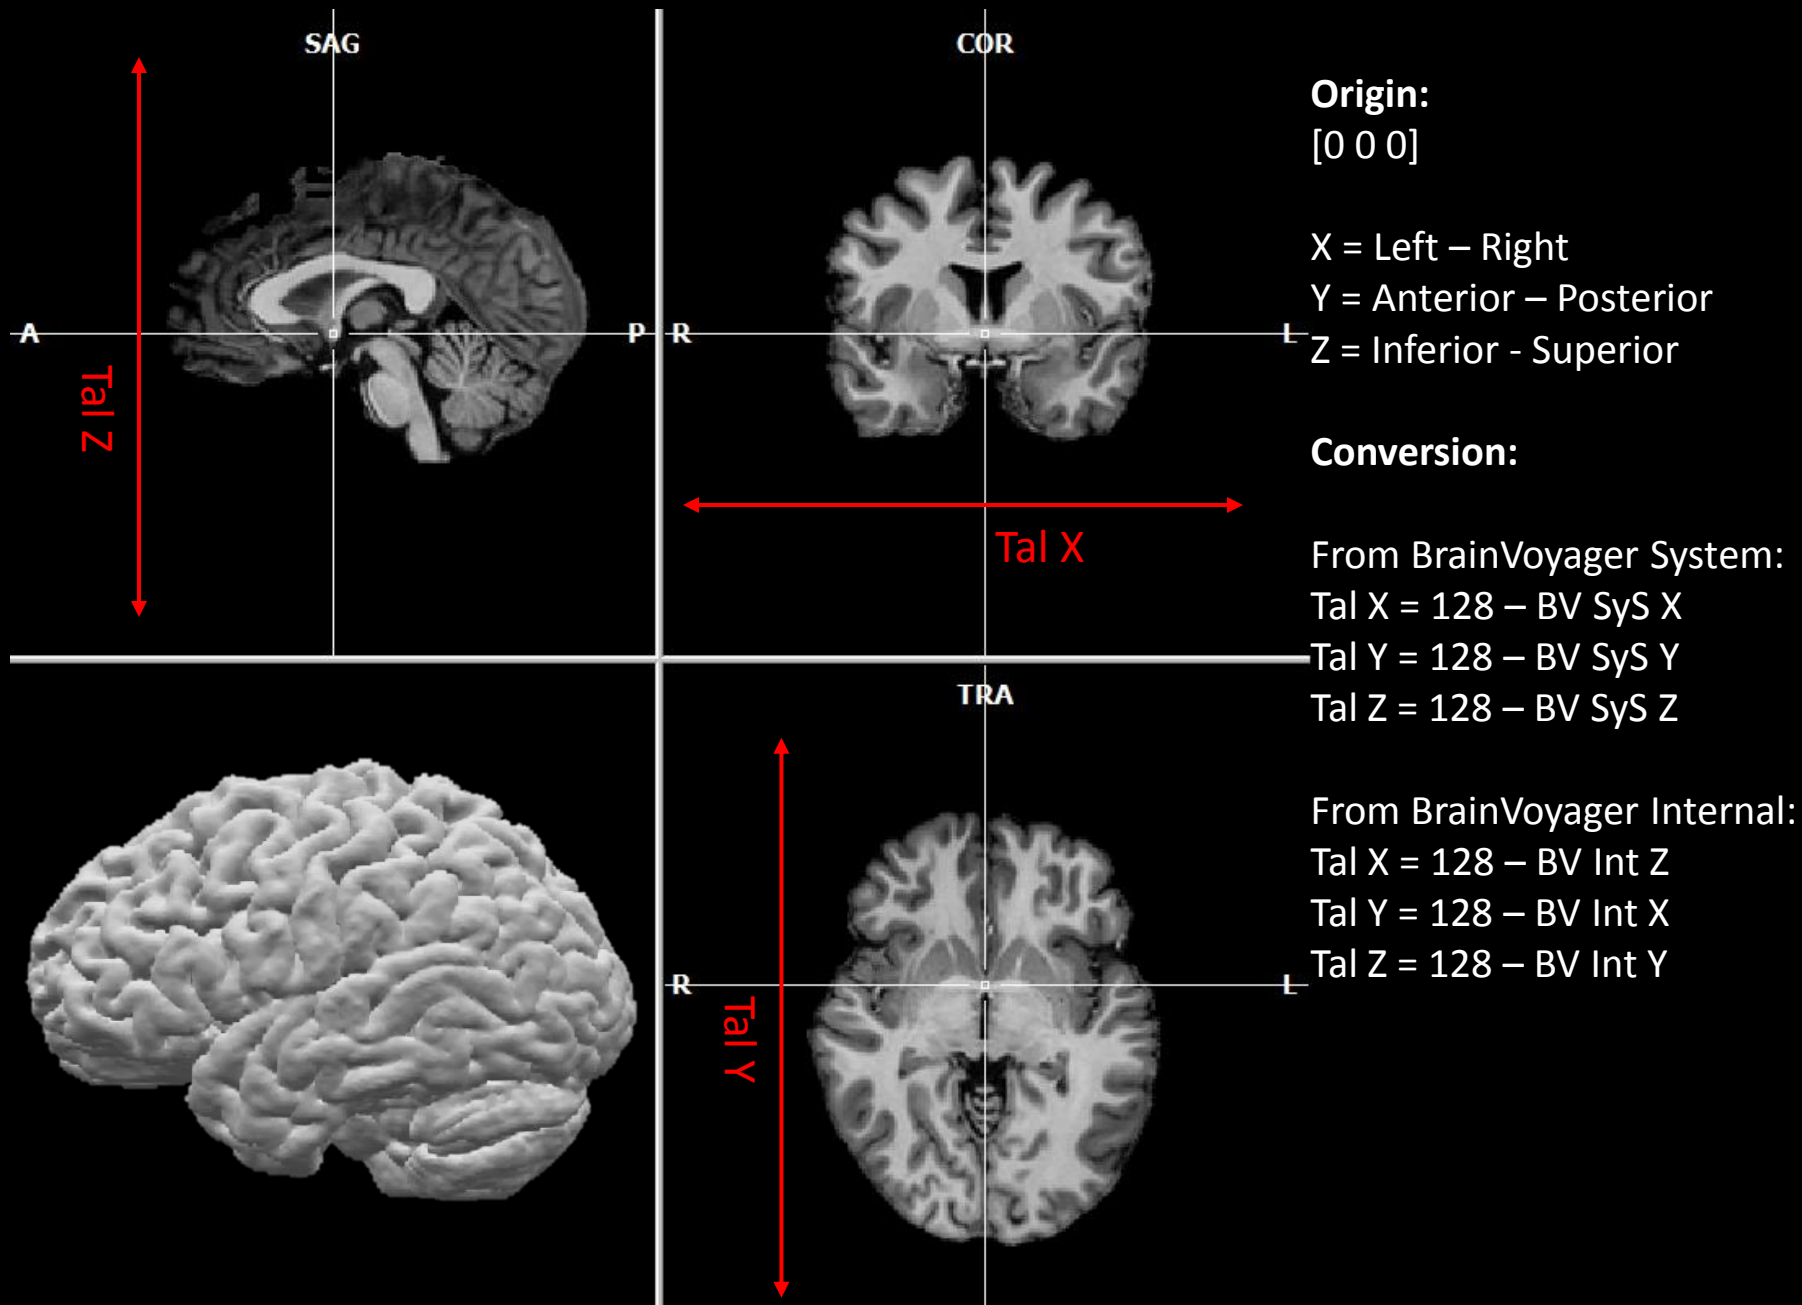 SAG
A
P
Tal Z
COR
R
L
Tal X
TRA
R
L
Tal Y
Origin:
[0 0 0]
X = Left – Right
Y = Anterior – Posterior
Z = Inferior - Superior
Conversion:
From BrainVoyager System:
Tal X = 128 – BV SyS X
Tal Y = 128 – BV SyS Y
Tal Z = 128 – BV SyS Z
From BrainVoyager Internal:
Tal X = 128 – BV Int Z
Tal Y = 128 – BV Int X
Tal Z = 128 – BV Int Y